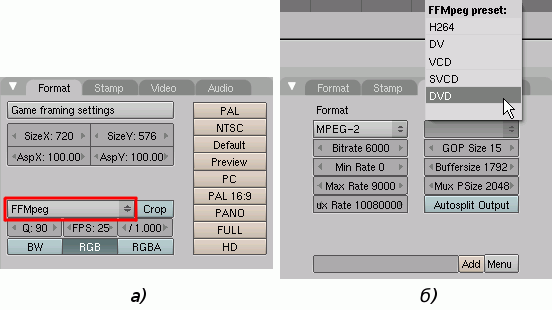 Format Stamp Video Audio
Game framing settings
SizeX: 720 SizeY: 576
AspX: 100.00 AspY: 100.00
FFMpeg Crop
Q: 90 FPS: 25 / 1.000
BW RGB RGBA
PAL
NTSC
Default
Preview
PC
PAL 16:9
PANO
FULL
HD
а)
FFMpeg preset:
H264
DV
VCD
SVCD
DVD
Format Stamp
Format
MPEG-2
Bitrate 6000 GOP Size 15
Min Rate 0 Buffersize 1792
Max Rate 9000 Mux PSize 2048
ux Rate 10080000 Autosplit Output
Add Menu
б)